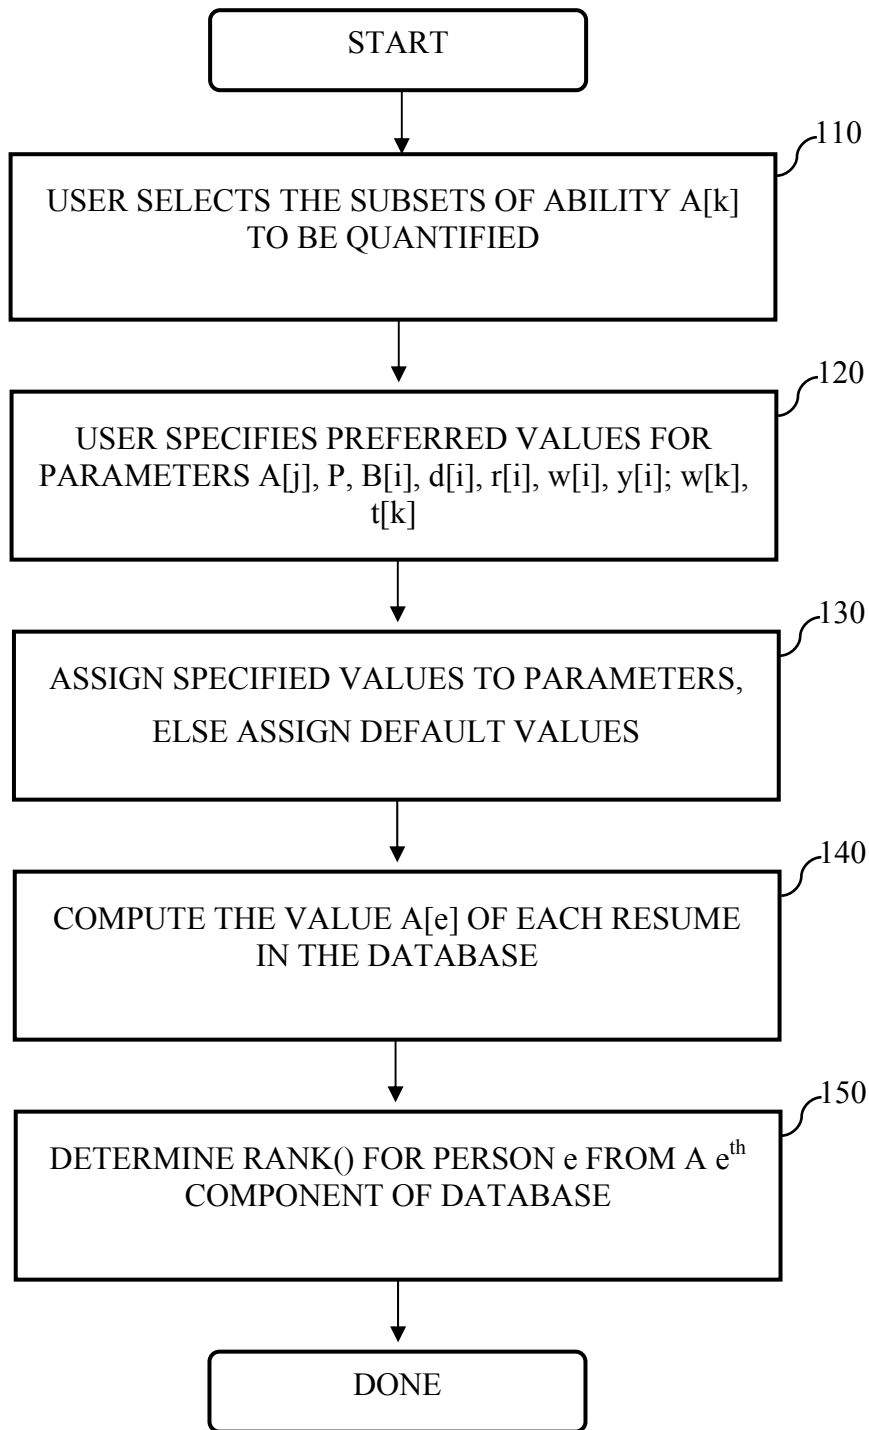 START
110
USER SELECTS THE SUBSETS OF ABILITY A[k]
TO BE QUANTIFIED
120
USER SPECIFIES PREFERRED VALUES FOR
PARAMETERS A[j], P, B[i], d[i], r[i], w[i], y[i]; w[k],
t[k]
130
ASSIGN SPECIFIED VALUES TO PARAMETERS,
ELSE ASSIGN DEFAULT VALUES
140
COMPUTE THE VALUE A[e] OF EACH RESUME
IN THE DATABASE
150
DETERMINE RANK() FOR PERSON e FROM A eth
COMPONENT OF DATABASE
DONE